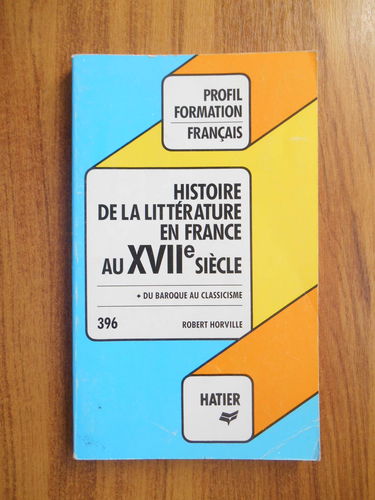 PROFIL
FORMATION
FRANÇAIS
HISTOIRE
DE LA LITTÉRATURE
EN FRANCE
AU XVIIe SIÈCLE
• DU BAROQUE AU CLASSICISME
396 ROBERT HORVILLE
HATIER